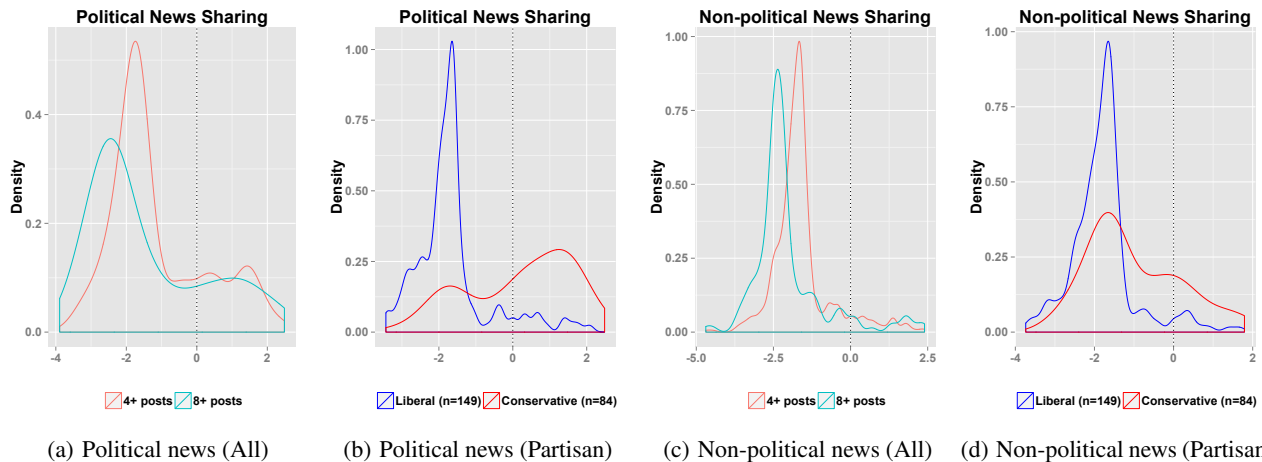 Political News Sharing
0.4
0.2
0.0
Density
-4 -2 0 2
4+ posts 8+ posts
(a) Political news (All)
Political News Sharing
1.00
0.75
0.50
0.25
0.00
Density
-2 0 2
Liberal (n=149) Conservative (n=84)
(b) Political news (Partisan)
Non-political News Sharing
1.00
0.75
0.50
0.25
0.00
Density
-5.0 -2.5 0.0 2.5
4+ posts 8+ posts
(c) Non-political news (All)
Non-political News Sharing
1.00
0.75
0.50
0.25
0.00
Density
-4 -2 0
Liberal (n=149) Conservative (n=84)
(d) Non-political news (Partisan